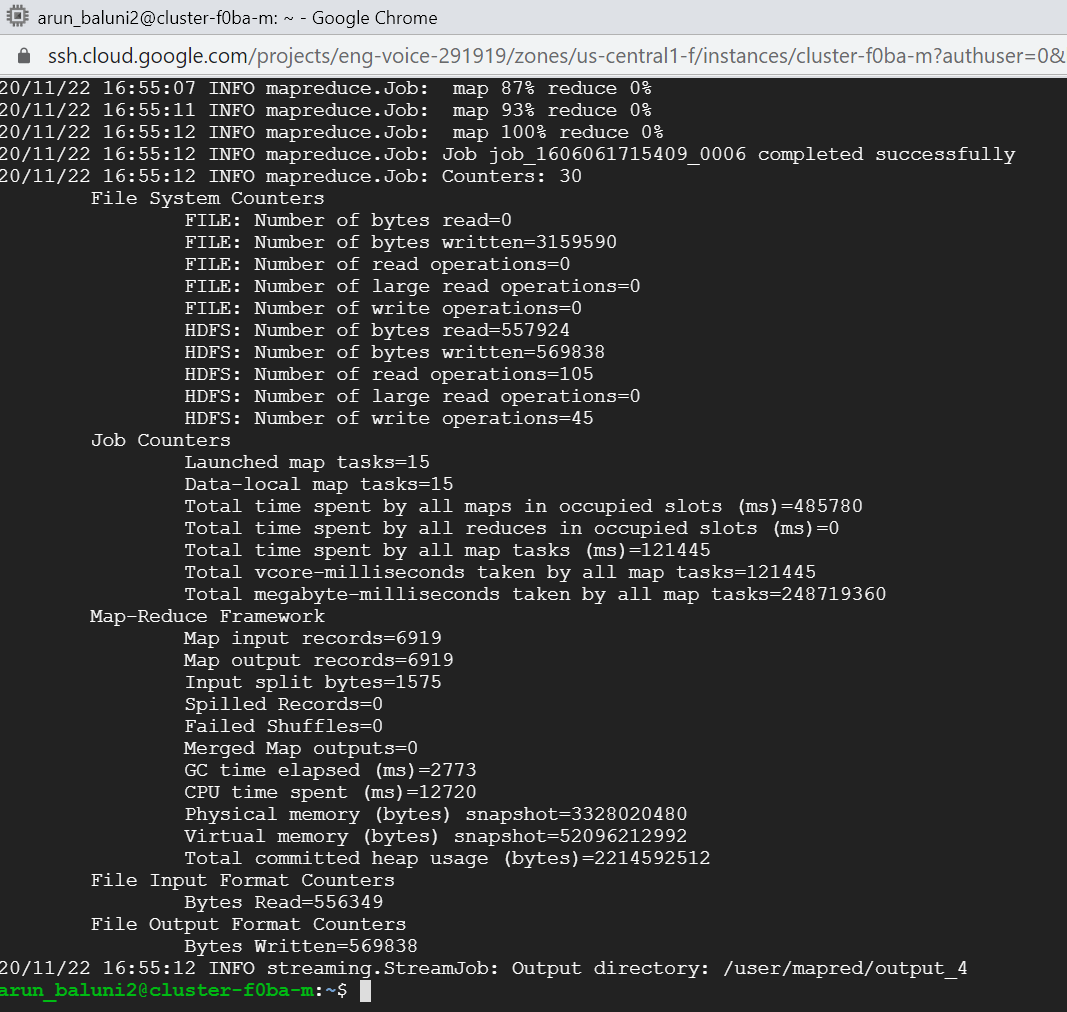 arun_baluni2@cluster-f0ba-m: ~ - Google Chrome
ssh.cloud.google.com/projects/eng-voice-291919/zones/us-central1-f/instances/cluster-f0ba-m?authuser=0&
20/11/22 16:55:07 INFO mapreduce.Job:  map 87% reduce 0%
20/11/22 16:55:11 INFO mapreduce.Job:  map 93% reduce 0%
20/11/22 16:55:12 INFO mapreduce.Job:  map 100% reduce 0%
20/11/22 16:55:12 INFO mapreduce.Job: Job job_1606061715409_0006 completed successfully
20/11/22 16:55:12 INFO mapreduce.Job: Counters: 30
File System Counters
FILE: Number of bytes read=0
FILE: Number of bytes written=3159590
FILE: Number of read operations=0
FILE: Number of large read operations=0
FILE: Number of write operations=0
HDFS: Number of bytes read=557924
HDFS: Number of bytes written=569838
HDFS: Number of read operations=105
HDFS: Number of large read operations=0
HDFS: Number of write operations=45
Job Counters
Launched map tasks=15
Data-local map tasks=15
Total time spent by all maps in occupied slots (ms)=485780
Total time spent by all reduces in occupied slots (ms)=0
Total time spent by all map tasks (ms)=121445
Total vcore-milliseconds taken by all map tasks=121445
Total megabyte-milliseconds taken by all map tasks=248719360
Map-Reduce Framework
Map input records=6919
Map output records=6919
Input split bytes=1575
Spilled Records=0
Failed Shuffles=0
Merged Map outputs=0
GC time elapsed (ms)=2773
CPU time spent (ms)=12720
Physical memory (bytes) snapshot=3328020480
Virtual memory (bytes) snapshot=52096212992
Total committed heap usage (bytes)=2214592512
File Input Format Counters
Bytes Read=556349
File Output Format Counters
Bytes Written=569838
20/11/22 16:55:12 INFO streaming.StreamJob: Output directory: /user/mapred/output_4
arun_baluni2@cluster-f0ba-m:~$